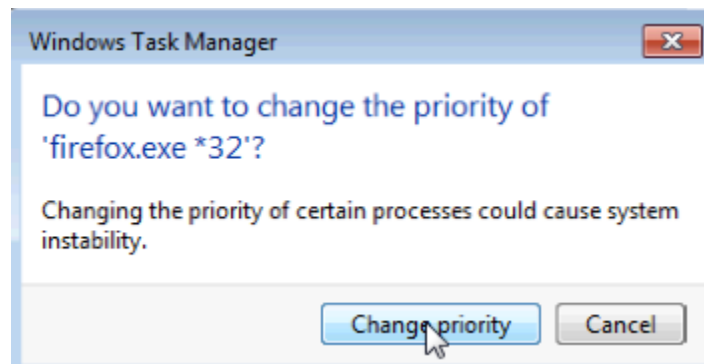 Windows Task Manager
Do you want to change the priority of
'firefox.exe *32'?
Changing the priority of certain processes could cause system
instability.
Change priority
Cancel